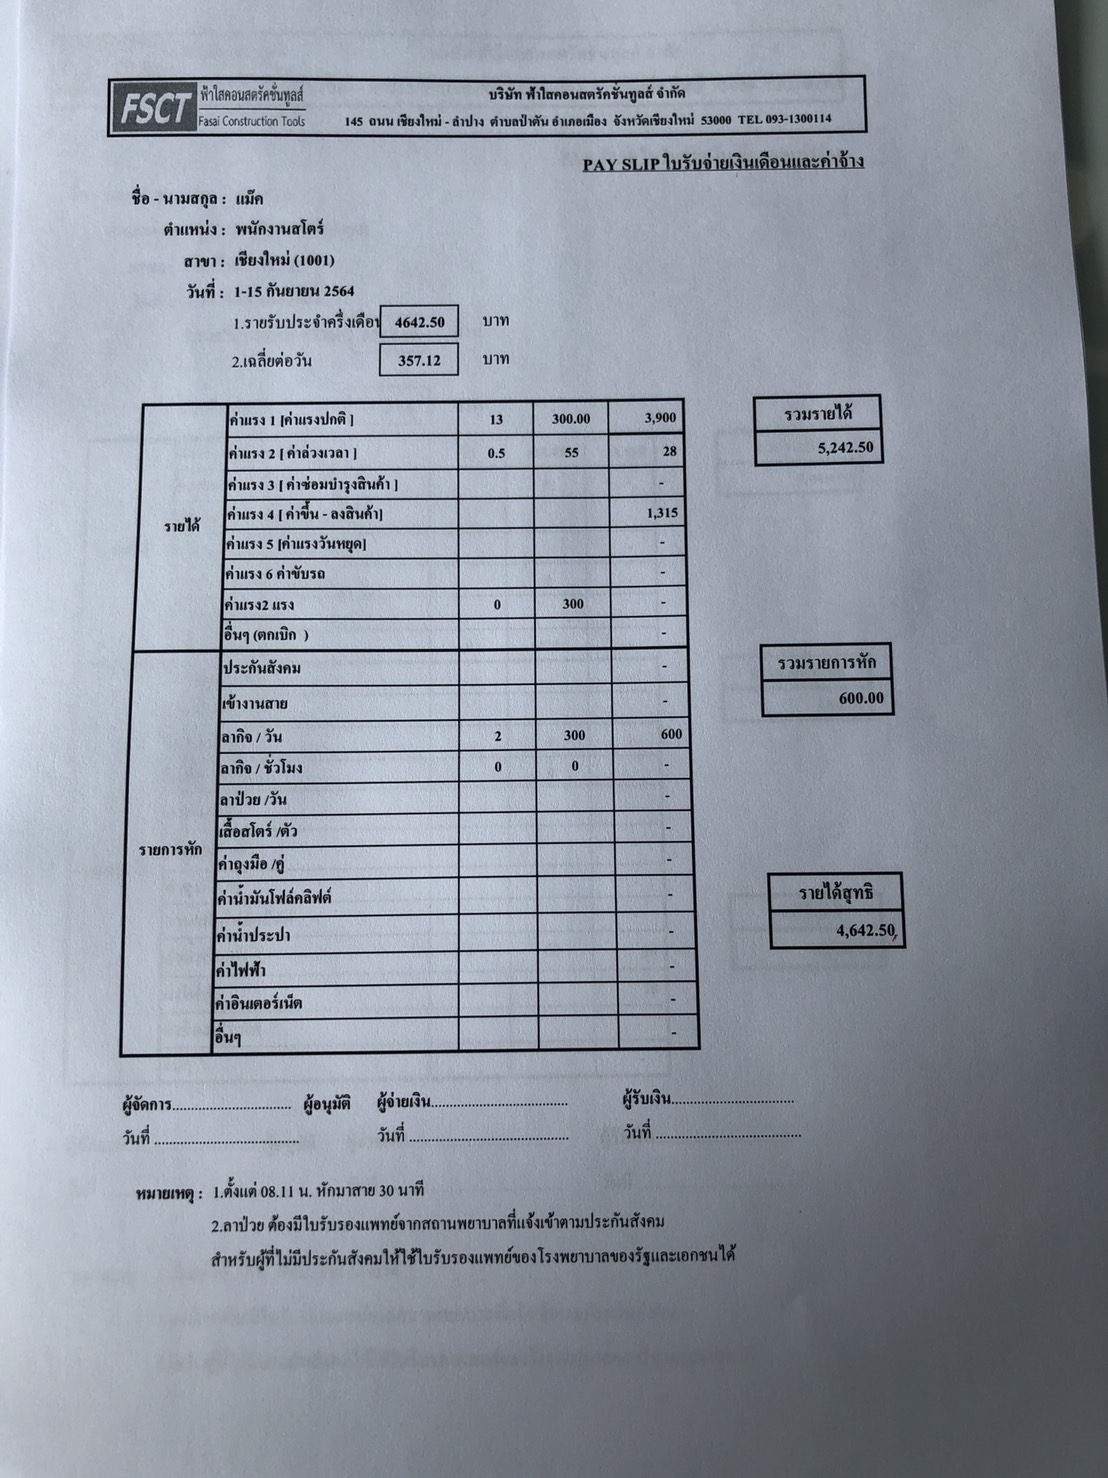 FSCT ฟ้าใสคอนสตรัคชั่นทูลส์
Fasai Construction Tools
บริษัท ฟ้าใสคอนสตรัคชั่นทูลส์ จำกัด
145 ถนน เชียงใหม่ - ลำปาง ตำบลป่าตัน อำเภอเมือง จังหวัดเชียงใหม่ 53000 TEL 093-1300114
PAY SLIP ใบรับจ่ายเงินเดือนและค่าจ้าง
ชื่อ - นามสกุล : แม๊ค
ตำแหน่ง : พนักงานสโตร์
สาขา : เชียงใหม่ (1001)
วันที่ : 1-15 กันยายน 2564
1.รายรับประจำครึ่งเดือน 4642.50 บาท
2.เฉลี่ยต่อวัน 357.12 บาท
รายได้
ค่าแรง 1 [ค่าแรงปกติ ] 13 300.00 3,900
ค่าแรง 2 [ ค่าล่วงเวลา ] 0.5 55 28
ค่าแรง 3 [ ค่าซ่อมบำรุงสินค้า ] -
ค่าแรง 4 [ ค่าขึ้น - ลงสินค้า] 1,315
ค่าแรง 5 [ค่าแรงวันหยุด] -
ค่าแรง 6 ค่าขับรถ -
ค่าแรง2 แรง 0 300 -
อื่นๆ (ตกเบิก ) -
รวมรายได้
5,242.50
รายการหัก
ประกันสังคม -
เข้างานสาย -
ลากิจ / วัน 2 300 600
ลากิจ / ชั่วโมง 0 0 -
ลาป่วย /วัน -
เสื้อสโตร์ /ตัว -
ค่าถุงมือ /คู่ -
ค่าน้ำมันโฟล์คลิฟต์ -
ค่าน้ำประปา -
ค่าไฟฟ้า -
ค่าอินเตอร์เน็ต -
อื่นๆ -
รวมรายการหัก
600.00
รายได้สุทธิ
4,642.50
ผู้จัดการ............................... ผู้อนุมัติ ผู้จ่ายเงิน.................................... ผู้รับเงิน................................
วันที่ ...................................... วันที่ ......................................... วันที่ ......................................
หมายเหตุ : 1.ตั้งแต่ 08.11 น. หักมาสาย 30 นาที
2.ลาป่วย ต้องมีใบรับรองแพทย์จากสถานพยาบาลที่แจ้งเข้าตามประกันสังคม
สำหรับผู้ที่ไม่มีประกันสังคมให้ใช้ใบรับรองแพทย์ของโรงพยาบาลของรัฐและเอกชนได้